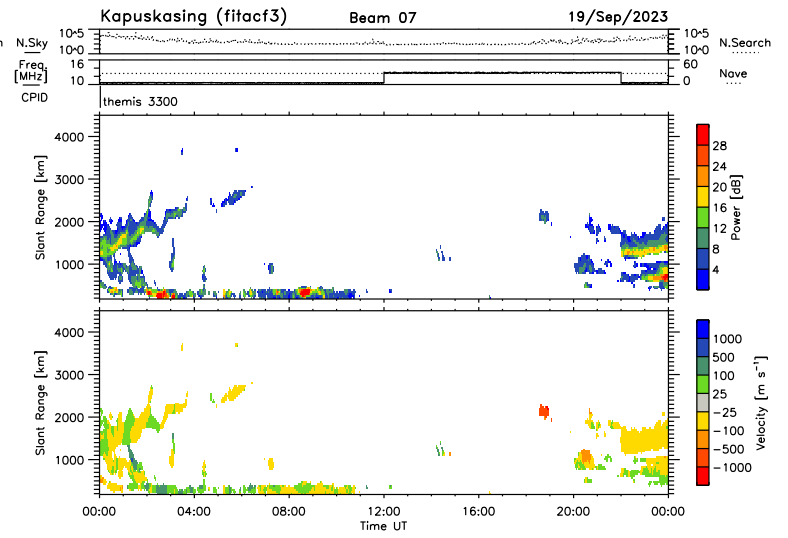 Kapuskasing (fitacf3) Beam 07 19/Sep/2023
N.Sky 10^5 10^0 10^5 10^0 N.Search
Freq. [MHz] 16 10 60 0 Nave
CPID themis 3300
Slant Range [km] 4000 3000 2000 1000
28 24 20 16 12 8 4 Power [dB]
Slant Range [km] 4000 3000 2000 1000
1000 500 100 25 -25 -100 -500 -1000 Velocity [m s⁻¹]
00:00 04:00 08:00 12:00 16:00 20:00 00:00
Time UT